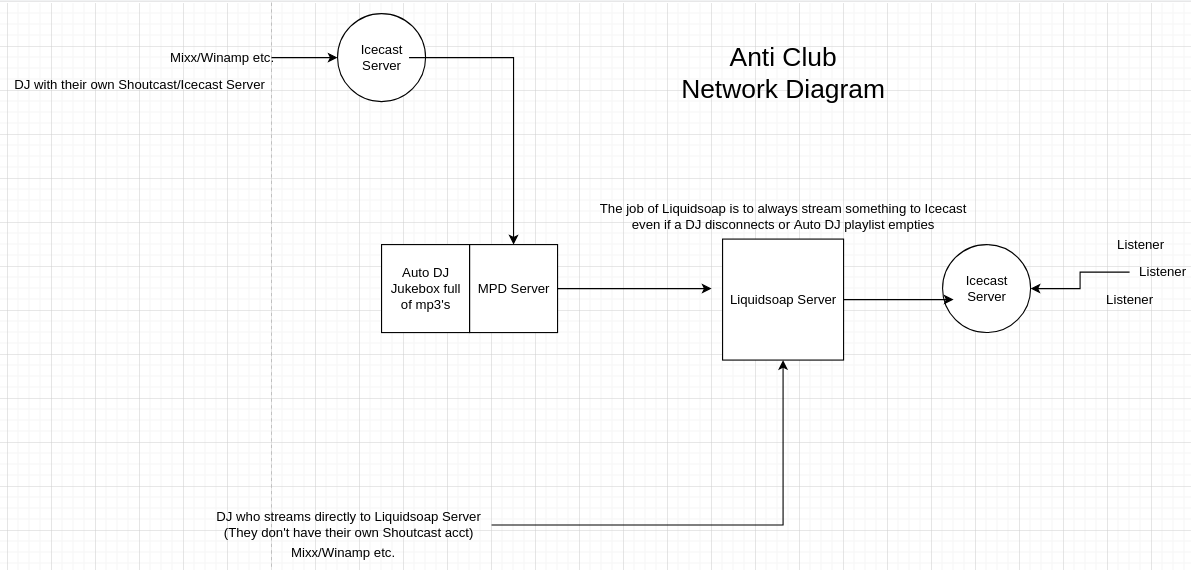 Anti Club
Network Diagram
Mixx/Winamp etc.
DJ with their own Shoutcast/Icecast Server
Icecast
Server
The job of Liquidsoap is to always stream something to Icecast
even if a DJ disconnects or Auto DJ playlist empties
Auto DJ
Jukebox full
of mp3's
MPD Server
Liquidsoap Server
Icecast
Server
Listener
Listener
Listener
DJ who streams directly to Liquidsoap Server
(They don't have their own Shoutcast acct)
Mixx/Winamp etc.